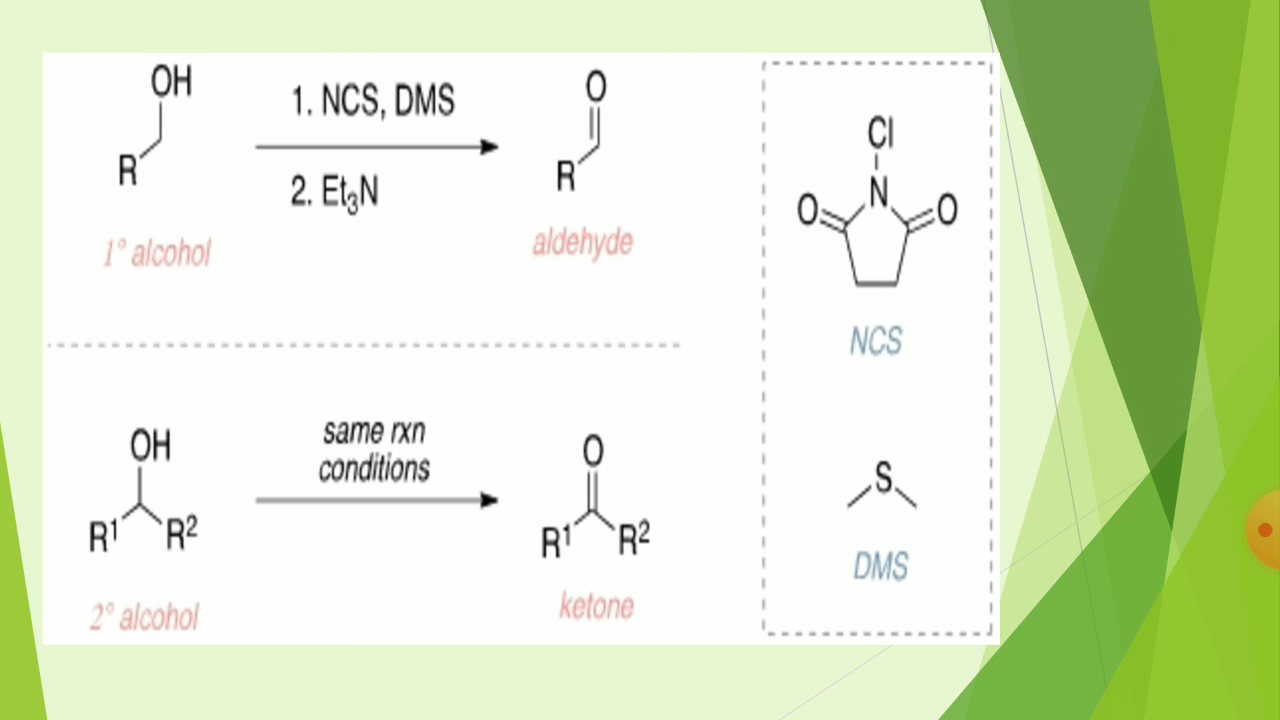 OH
R
1° alcohol
1. NCS, DMS
2. Et₃N
O
R
aldehyde
OH
R¹ R²
2° alcohol
same rxn
conditions
O
R¹ R²
ketone
Cl
N
O O
NCS
S
DMS